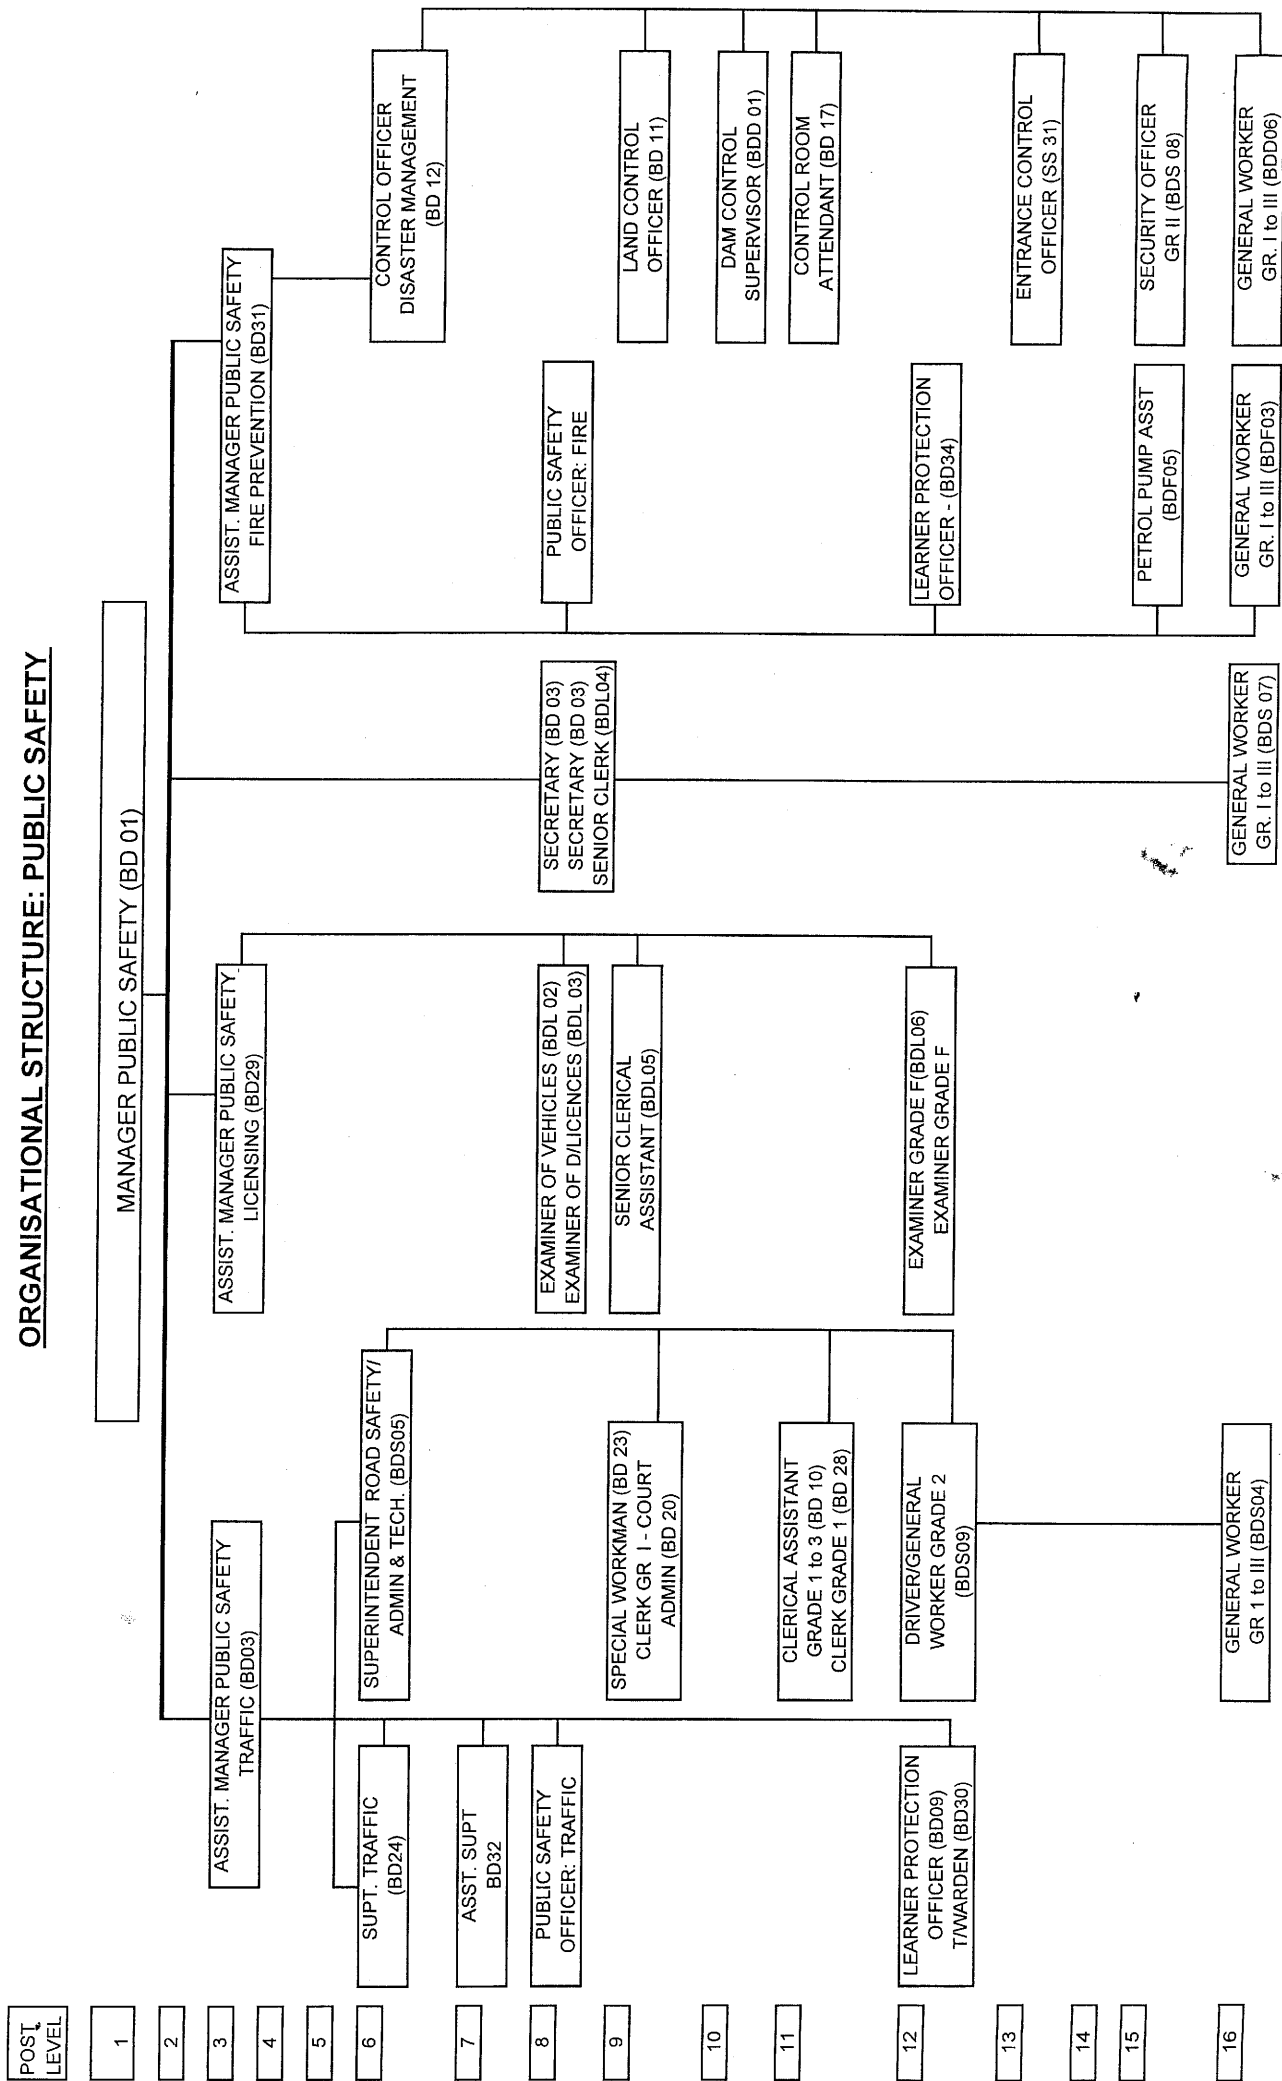 ORGANISATIONAL STRUCTURE: PUBLIC SAFETY
POST
LEVEL
1
2
3
4
5
6
7
8
9
10
11
12
13
14
15
16
MANAGER PUBLIC SAFETY (BD 01)
ASSIST. MANAGER PUBLIC SAFETY
TRAFFIC (BD03)
SUPT. TRAFFIC
(BD24)
ASST. SUPT
BD32
PUBLIC SAFETY
OFFICER: TRAFFIC
LEARNER PROTECTION
OFFICER (BD09)
T/WARDEN (BD30)
SUPERINTENDENT ROAD SAFETY/
ADMIN & TECH. (BDS05)
SPECIAL WORKMAN (BD 23)
CLERK GR I - COURT
ADMIN (BD 20)
CLERICAL ASSISTANT
GRADE 1 to 3 (BD 10)
CLERK GRADE 1 (BD 28)
DRIVER/GENERAL
WORKER GRADE 2
(BDS09)
GENERAL WORKER
GR 1 to III (BDS04)
ASSIST. MANAGER PUBLIC SAFETY
LICENSING (BD29)
EXAMINER OF VEHICLES (BDL 02)
EXAMINER OF D/LICENCES (BDL 03)
SENIOR CLERICAL
ASSISTANT (BDL05)
EXAMINER GRADE F(BDL06)
EXAMINER GRADE F
SECRETARY (BD 03)
SECRETARY (BD 03)
SENIOR CLERK (BDL04)
GENERAL WORKER
GR. I to III (BDS 07)
ASSIST. MANAGER PUBLIC SAFETY
FIRE PREVENTION (BD31)
PUBLIC SAFETY
OFFICER: FIRE
LEARNER PROTECTION
OFFICER - (BD34)
PETROL PUMP ASST
(BDF05)
GENERAL WORKER
GR. I to III (BDF03)
CONTROL OFFICER
DISASTER MANAGEMENT
(BD 12)
LAND CONTROL
OFFICER (BD 11)
DAM CONTROL
SUPERVISOR (BDD 01)
CONTROL ROOM
ATTENDANT (BD 17)
ENTRANCE CONTROL
OFFICER (SS 31)
SECURITY OFFICER
GR II (BDS 08)
GENERAL WORKER
GR. I to III (BDD06)